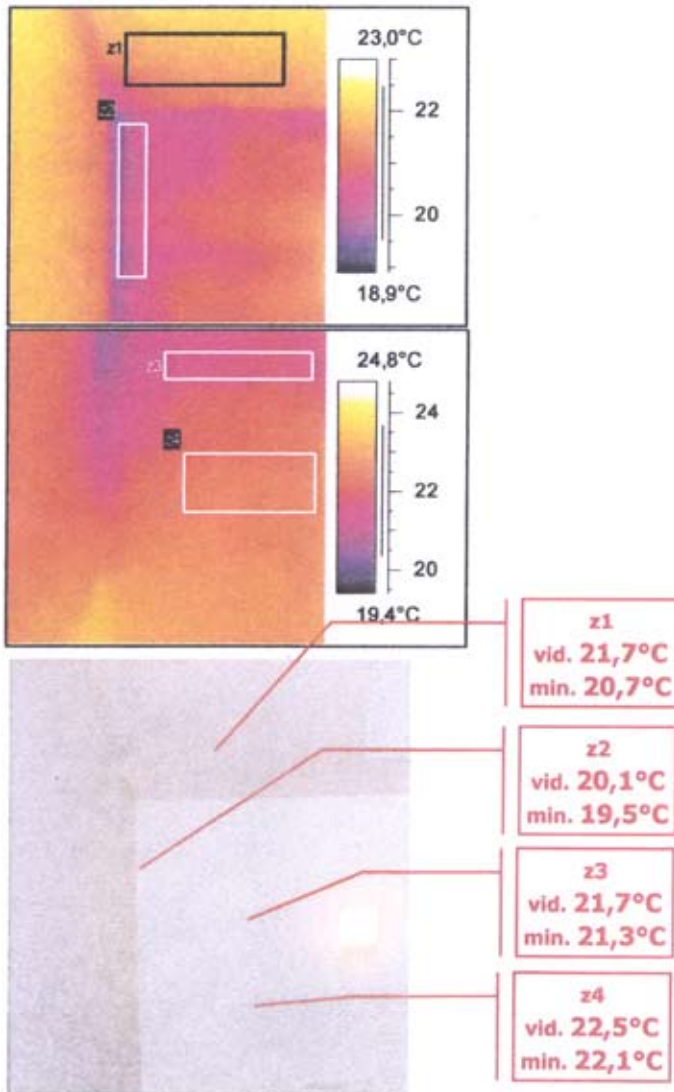 z1
23,0°C
22
20
18,9°C
z3
24,8°C
24
22
20
19,4°C
z1
vid. 21,7°C
min. 20,7°C
z2
vid. 20,1°C
min. 19,5°C
z3
vid. 21,7°C
min. 21,3°C
z4
vid. 22,5°C
min. 22,1°C